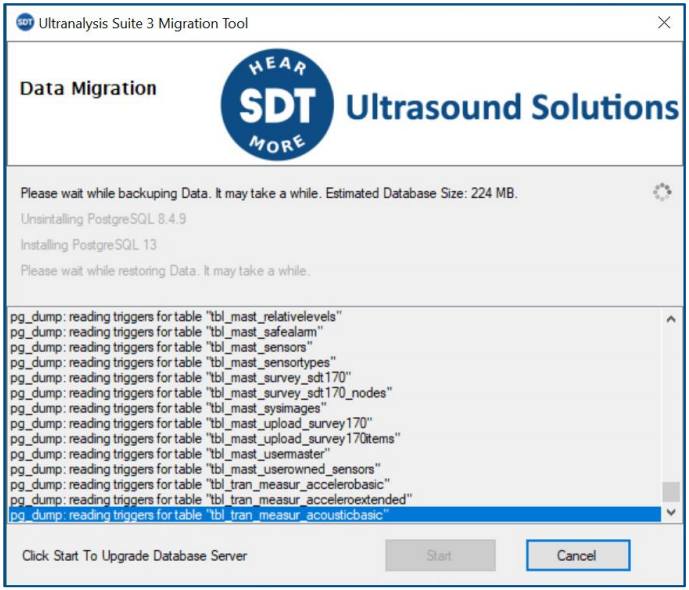 SDT
Ultranalysis Suite 3 Migration Tool
Data Migration
HEAR
SDT
MORE
Ultrasound Solutions
Please wait while backuping Data. It may take a while. Estimated Database Size: 224 MB.
Unsintalling PostgreSQL 8.4.9
Installing PostgreSQL 13
Please wait while restoring Data. It may take a while.
pg_dump: reading triggers for table "tbl_mast_relativelevels"
pg_dump: reading triggers for table "tbl_mast_safealarm"
pg_dump: reading triggers for table "tbl_mast_sensors"
pg_dump: reading triggers for table "tbl_mast_sensortypes"
pg_dump: reading triggers for table "tbl_mast_survey_sdt170"
pg_dump: reading triggers for table "tbl_mast_survey_sdt170_nodes"
pg_dump: reading triggers for table "tbl_mast_sysimages"
pg_dump: reading triggers for table "tbl_mast_upload_survey170"
pg_dump: reading triggers for table "tbl_mast_upload_survey170items"
pg_dump: reading triggers for table "tbl_mast_usermaster"
pg_dump: reading triggers for table "tbl_mast_userowned_sensors"
pg_dump: reading triggers for table "tbl_tran_measur_accelerobasic"
pg_dump: reading triggers for table "tbl_tran_measur_acceleroextended"
pg_dump: reading triggers for table "tbl_tran_measur_acousticbasic"
Click Start To Upgrade Database Server
Start
Cancel